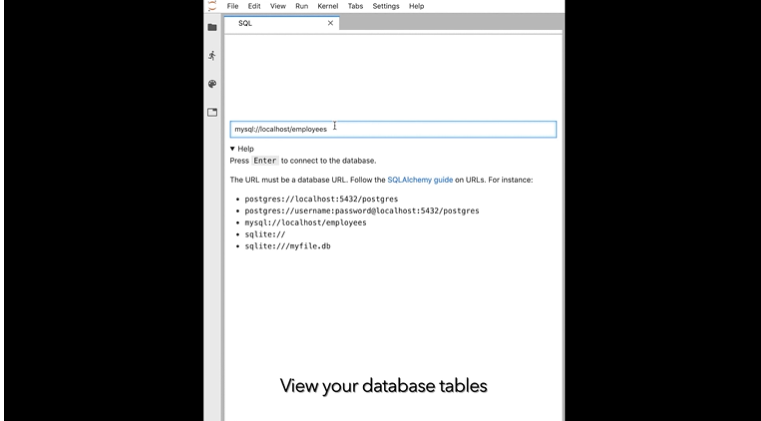 File Edit View Run Kernel Tabs Settings Help
SQL ×
mysql://localhost/employees
▼ Help
Press Enter to connect to the database.
The URL must be a database URL. Follow the SQLAlchemy guide on URLs. For instance:
• postgres://localhost:5432/postgres
• postgres://username:password@localhost:5432/postgres
• mysql://localhost/employees
• sqlite://
• sqlite:///myfile.db
View your database tables